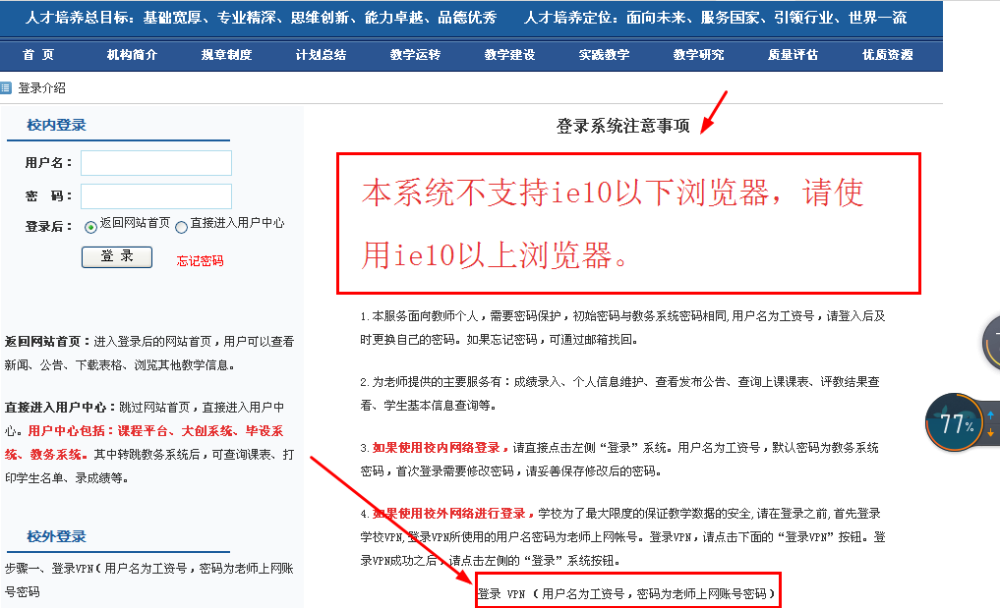 人才培养总目标：基础宽厚、专业精深、思维创新、能力卓越、品德优秀 人才培养定位：面向未来、服务国家、引领行业、世界一流
首 页 机构简介 规章制度 计划总结 教学运转 教学建设 实践教学 教学研究 质量评估 优质资源
登录介绍
校内登录
用户名：
密 码：
登录后： 返回网站首页 直接进入用户中心
登 录 忘记密码
返回网站首页：进入登录后的网站首页，用户可以查看
新闻、公告、下载表格、浏览其他教学信息。
直接进入用户中心：跳过网站首页，直接进入用户中
心。用户中心包括：课程平台、大创系统、毕设系
统、教务系统。其中转跳教务系统后，可查询课表、打
印学生名单、录成绩等。
校外登录
步骤一、登录VPN（用户名为工资号，密码为老师上网账
号密码
登录系统注意事项
本系统不支持ie10以下浏览器，请使
用ie10以上浏览器。
1.本服务面向教师个人，需要密码保护，初始密码与教务系统密码相同,用户名为工资号，请登入后及
时更换自己的密码。如果忘记密码，可通过邮箱找回。
2.为老师提供的主要服务有：成绩录入、个人信息维护、查看发布公告、查询上课课表、评教结果查
看、学生基本信息查询等。
3.如果使用校内网络登录，请直接点击左侧“登录”系统。用户名为工资号，默认密码为教务系统
密码，首次登录需要修改密码，请妥善保存修改后的密码。
4.如果使用校外网络进行登录，学校为了最大限度的保证教学数据的安全,请在登录之前,首先登录
学校VPN,登录VPN所使用的用户名密码为老师上网帐号。登录VPN，请点击下面的“登录VPN”按钮。登
录VPN成功之后，请点击左侧的“登录”系统按钮。
登录 VPN （用户名为工资号，密码为老师上网账号密码）
77%